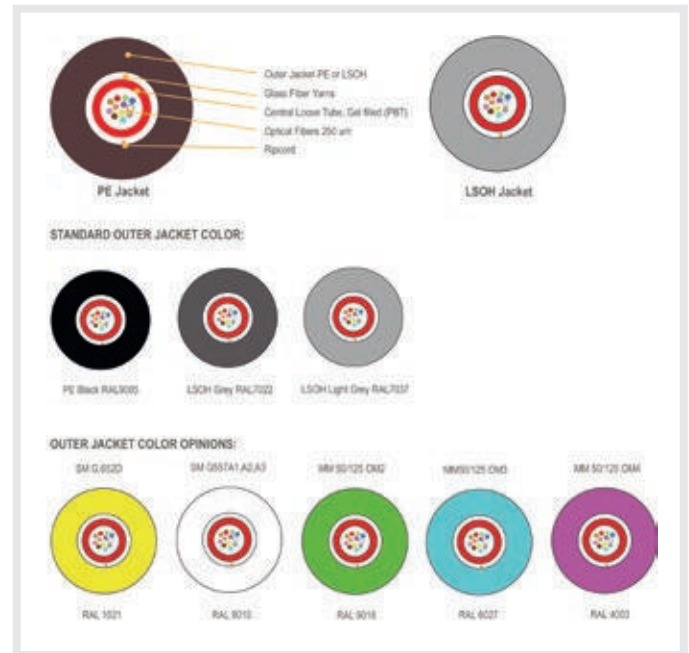 Outer Jacket PE or LSOH
Glass Fiber Yarns
Central Loose Tube, Gel filled (PBT)
Optical Fibers 250 um
Ripcord
PE Jacket
LSOH Jacket
STANDARD OUTER JACKET COLOR:
PE Black RAL9005
LSOH Grey RAL7022
LSOH Light Grey RAL7037
OUTER JACKET COLOR OPINIONS:
SM G.652D
SM G657A1,A2,A3
MM 50/125 OM2
MM50/125 OM3
MM 50/125 OM4
RAL 1021
RAL
RAL
RAL 6027
RAL 4003